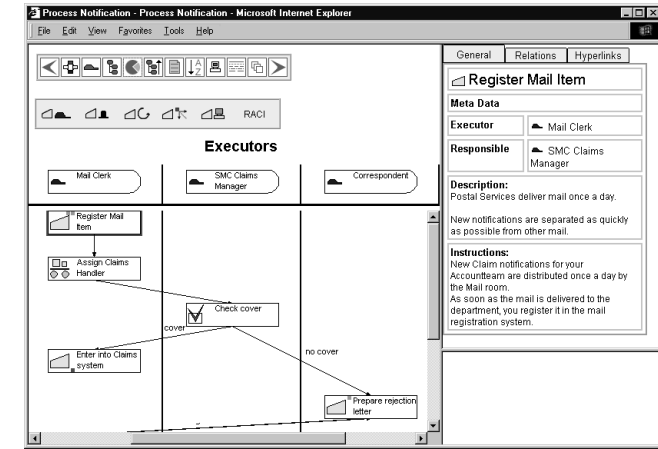 Process Notification - Process Notification - Microsoft Internet Explorer
File Edit View Favorites Tools Help
RACI
Executors
Mail Clerk
SMC Claims
Manager
Correspondent
Register Mail
Item
Assign Claims
Handler
Check cover
cover
Enter into Claims
system
no cover
Prepare rejection
letter
General Relations Hyperlinks
Register Mail Item
Meta Data
Executor Mail Clerk
Responsible SMC Claims
Manager
Description:
Postal Services deliver mail once a day.
New notifications are separated as quickly
as possible from other mail.
Instructions:
New Claim notifications for your
Accountteam are distributed once a day by
the Mail room.
As soon as the mail is delivered to the
department, you register it in the mail
registration system.